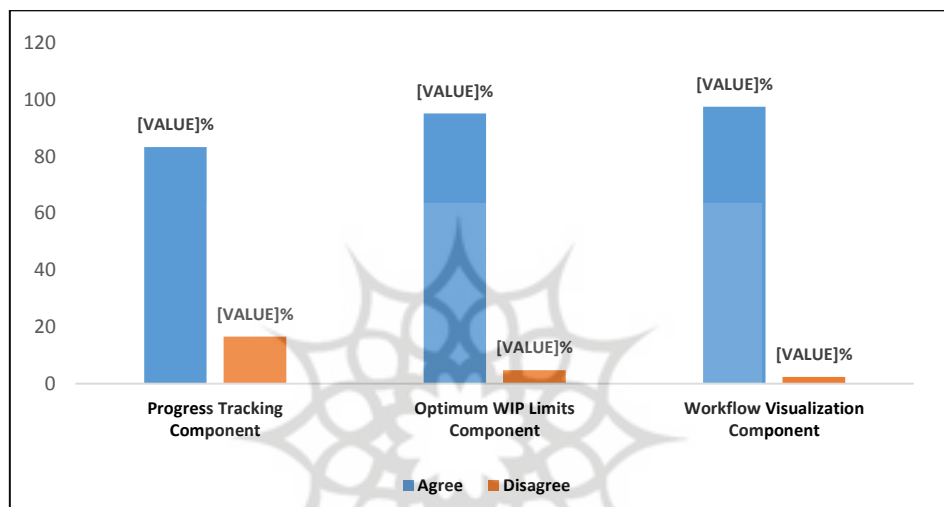 120
100
80
60
40
20
0
[VALUE]%
[VALUE]%
[VALUE]%
[VALUE]%
[VALUE]%
[VALUE]%
Progress Tracking
Component
Optimum WIP Limits
Component
Workflow Visualization
Component
Agree
Disagree